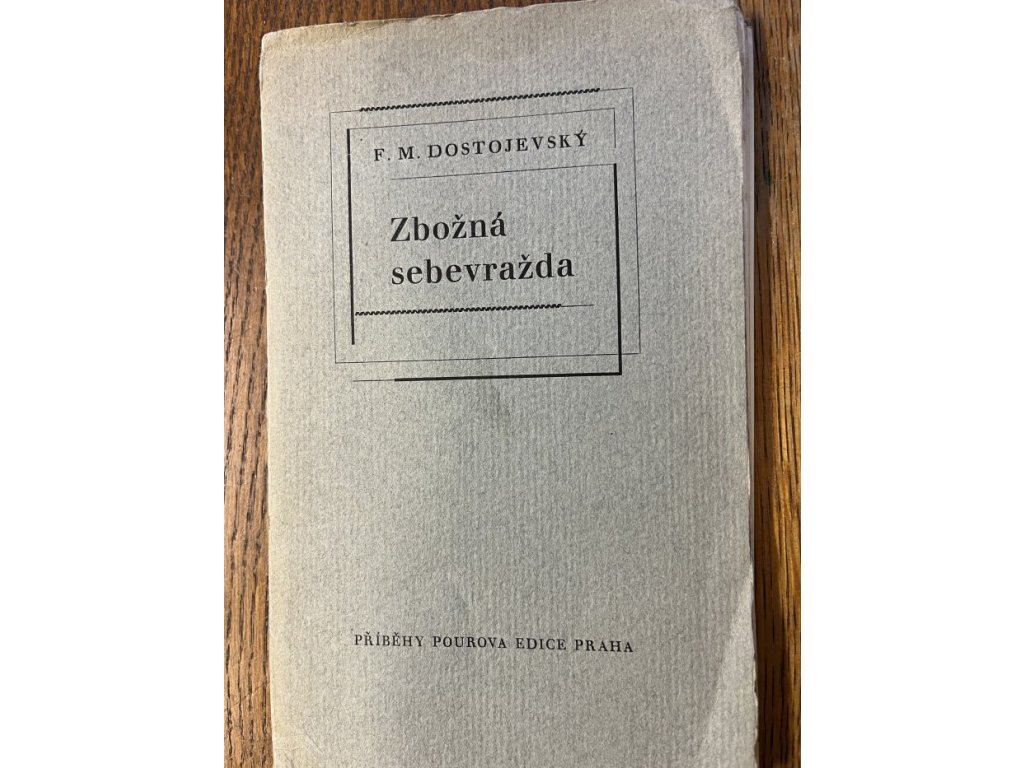 F. M. DOSTOJEVSKÝ
Zbožná
sebevražda
PŘÍBĚHY POUROVA EDICE PRAHA